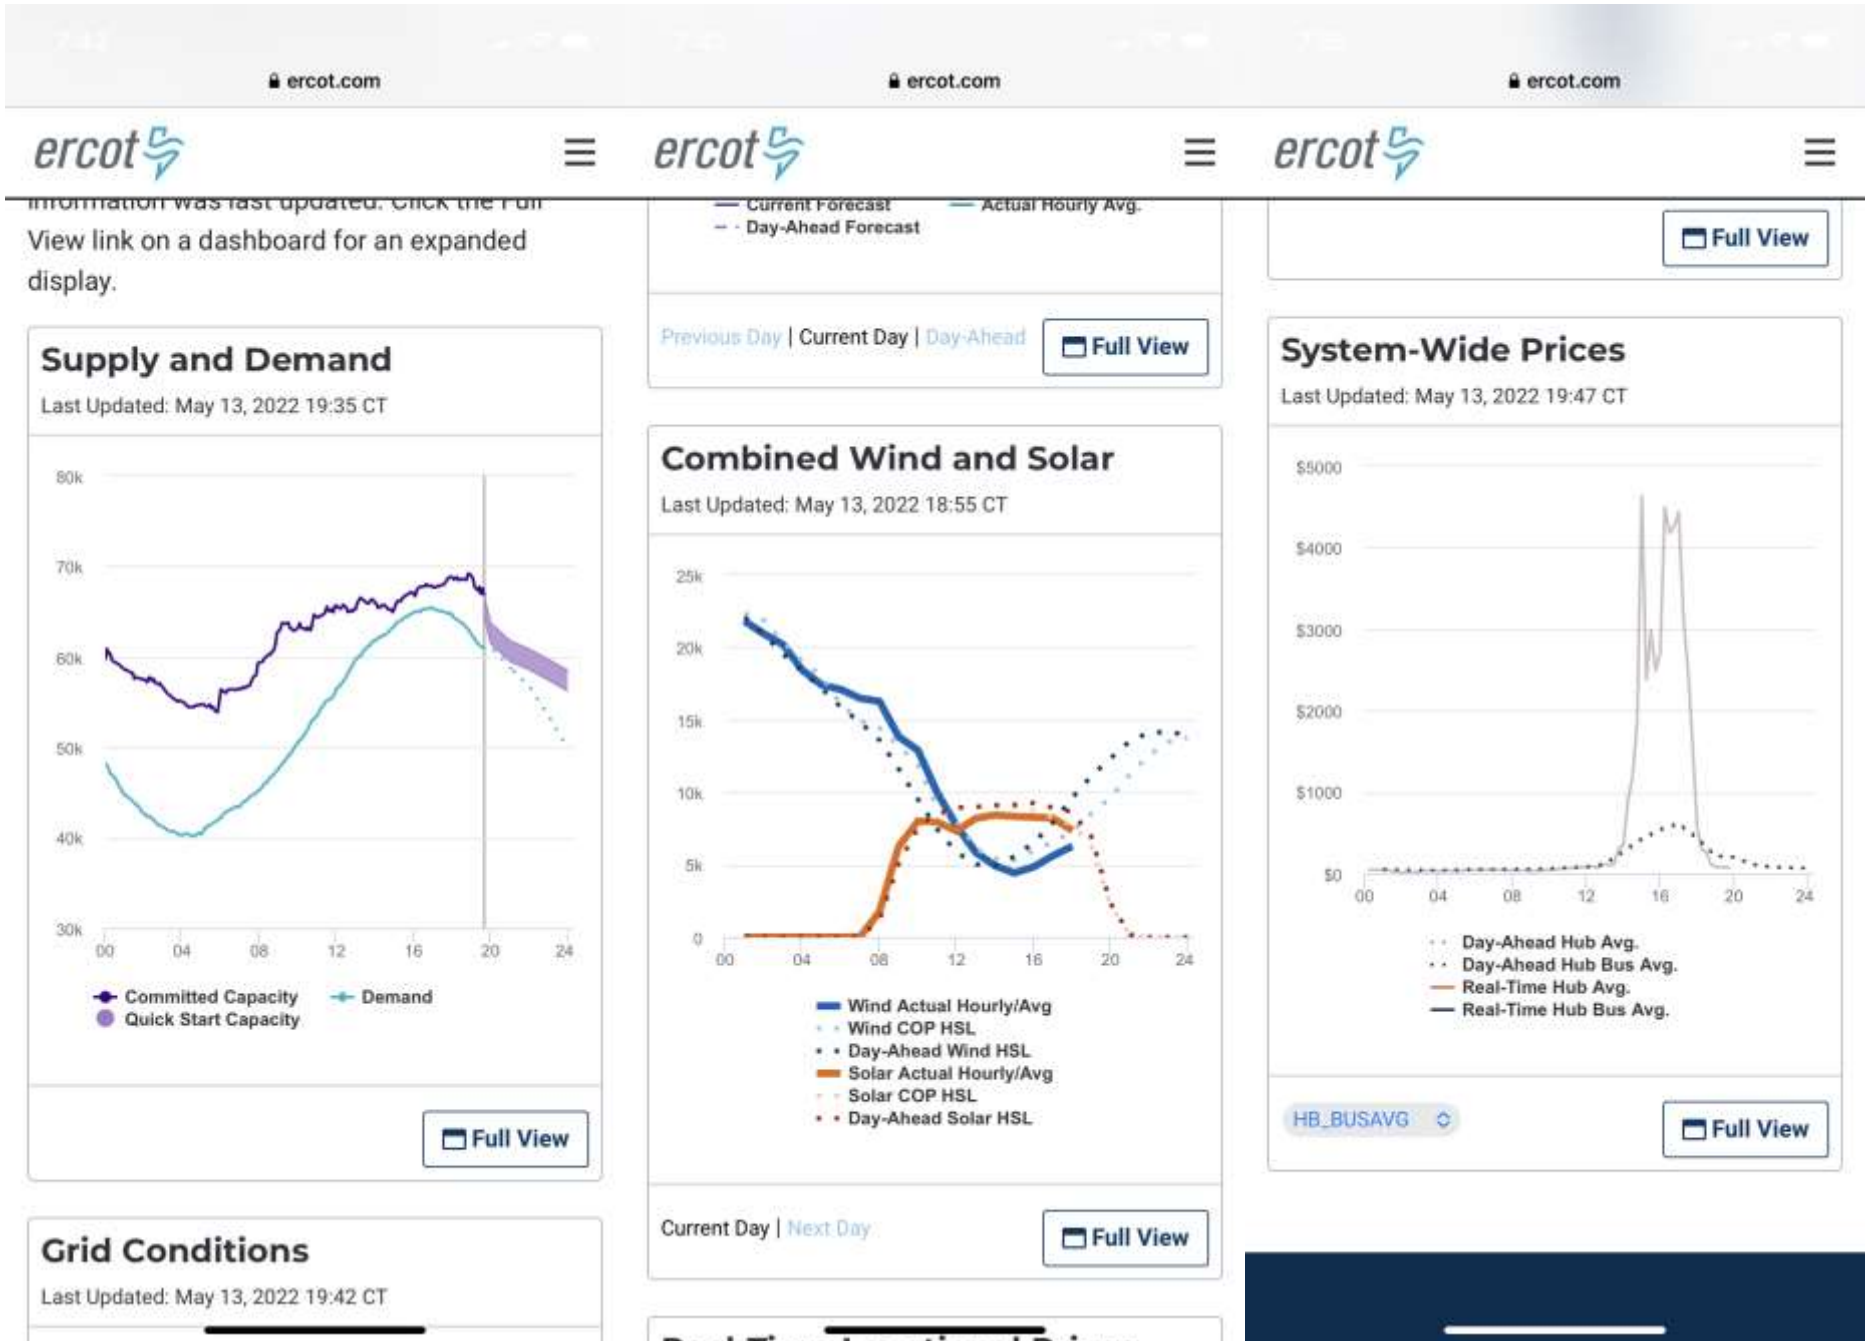 ercot.com
ercot
information was last updated. Click the Full
View link on a dashboard for an expanded
display.
Supply and Demand
Last Updated: May 13, 2022 19:35 CT
80k
70k
60k
50k
40k
30k
00 04 08 12 16 20 24
Committed Capacity Demand
Quick Start Capacity
Full View
Grid Conditions
Last Updated: May 13, 2022 19:42 CT
ercot.com
ercot
Current Forecast Actual Hourly Avg.
Day-Ahead Forecast
Previous Day | Current Day | Day-Ahead Full View
Combined Wind and Solar
Last Updated: May 13, 2022 18:55 CT
25k
20k
15k
10k
5k
0
00 04 08 12 16 20 24
Wind Actual Hourly/Avg
Wind COP HSL
Day-Ahead Wind HSL
Solar Actual Hourly/Avg
Solar COP HSL
Day-Ahead Solar HSL
Current Day | Next Day Full View
ercot.com
ercot
Full View
System-Wide Prices
Last Updated: May 13, 2022 19:47 CT
$5000
$4000
$3000
$2000
$1000
$0
00 04 08 12 16 20 24
Day-Ahead Hub Avg.
Day-Ahead Hub Bus Avg.
Real-Time Hub Avg.
Real-Time Hub Bus Avg.
HB_BUSAVG Full View